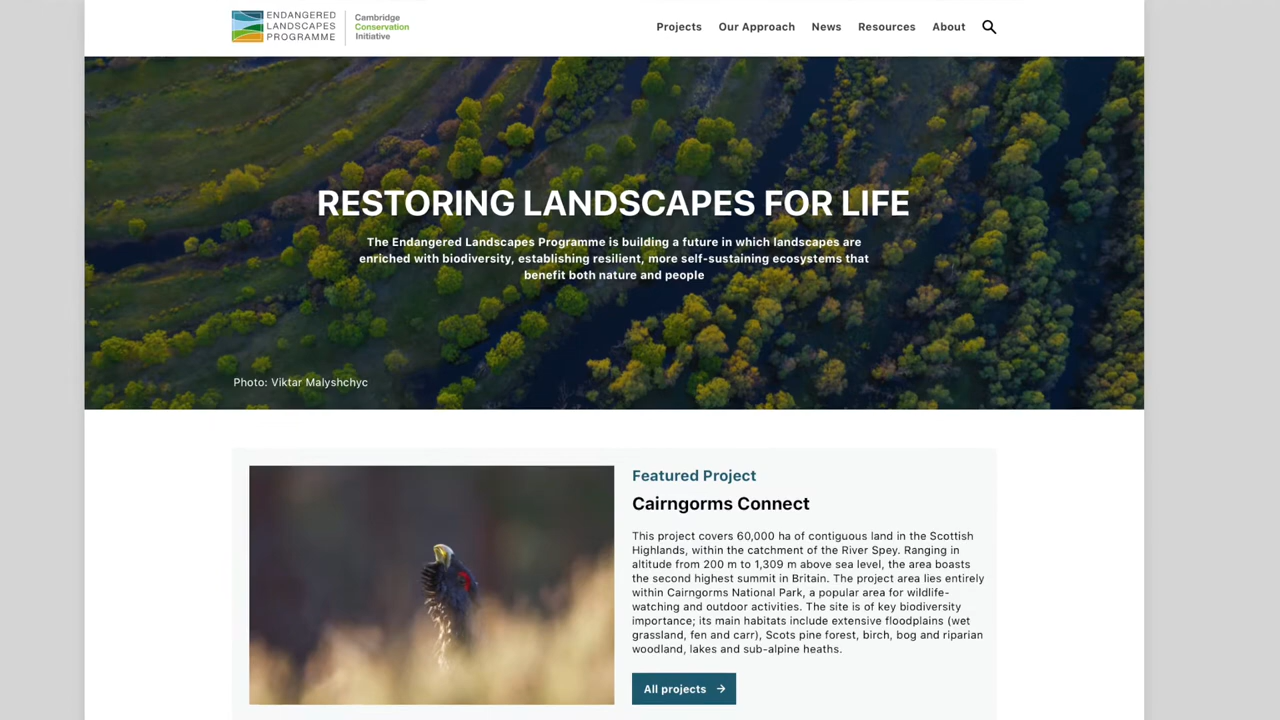 ENDANGERED
LANDSCAPES
PROGRAMME
Cambridge
Conservation
Initiative
Projects
Our Approach
News
Resources
About
RESTORING LANDSCAPES FOR LIFE
The Endangered Landscapes Programme is building a future in which landscapes are
enriched with biodiversity, establishing resilient, more self-sustaining ecosystems that
benefit both nature and people
Photo: Viktar Malyshchyc
Featured Project
Cairngorms Connect
This project covers 60,000 ha of contiguous land in the Scottish
Highlands, within the catchment of the River Spey. Ranging in
altitude from 200 m to 1,309 m above sea level, the area boasts
the second highest summit in Britain. The project area lies entirely
within Cairngorms National Park, a popular area for wildlife-
watching and outdoor activities. The site is of key biodiversity
importance; its main habitats include extensive floodplains (wet
grassland, fen and carr), Scots pine forest, birch, bog and riparian
woodland, lakes and sub-alpine heaths.
All projects